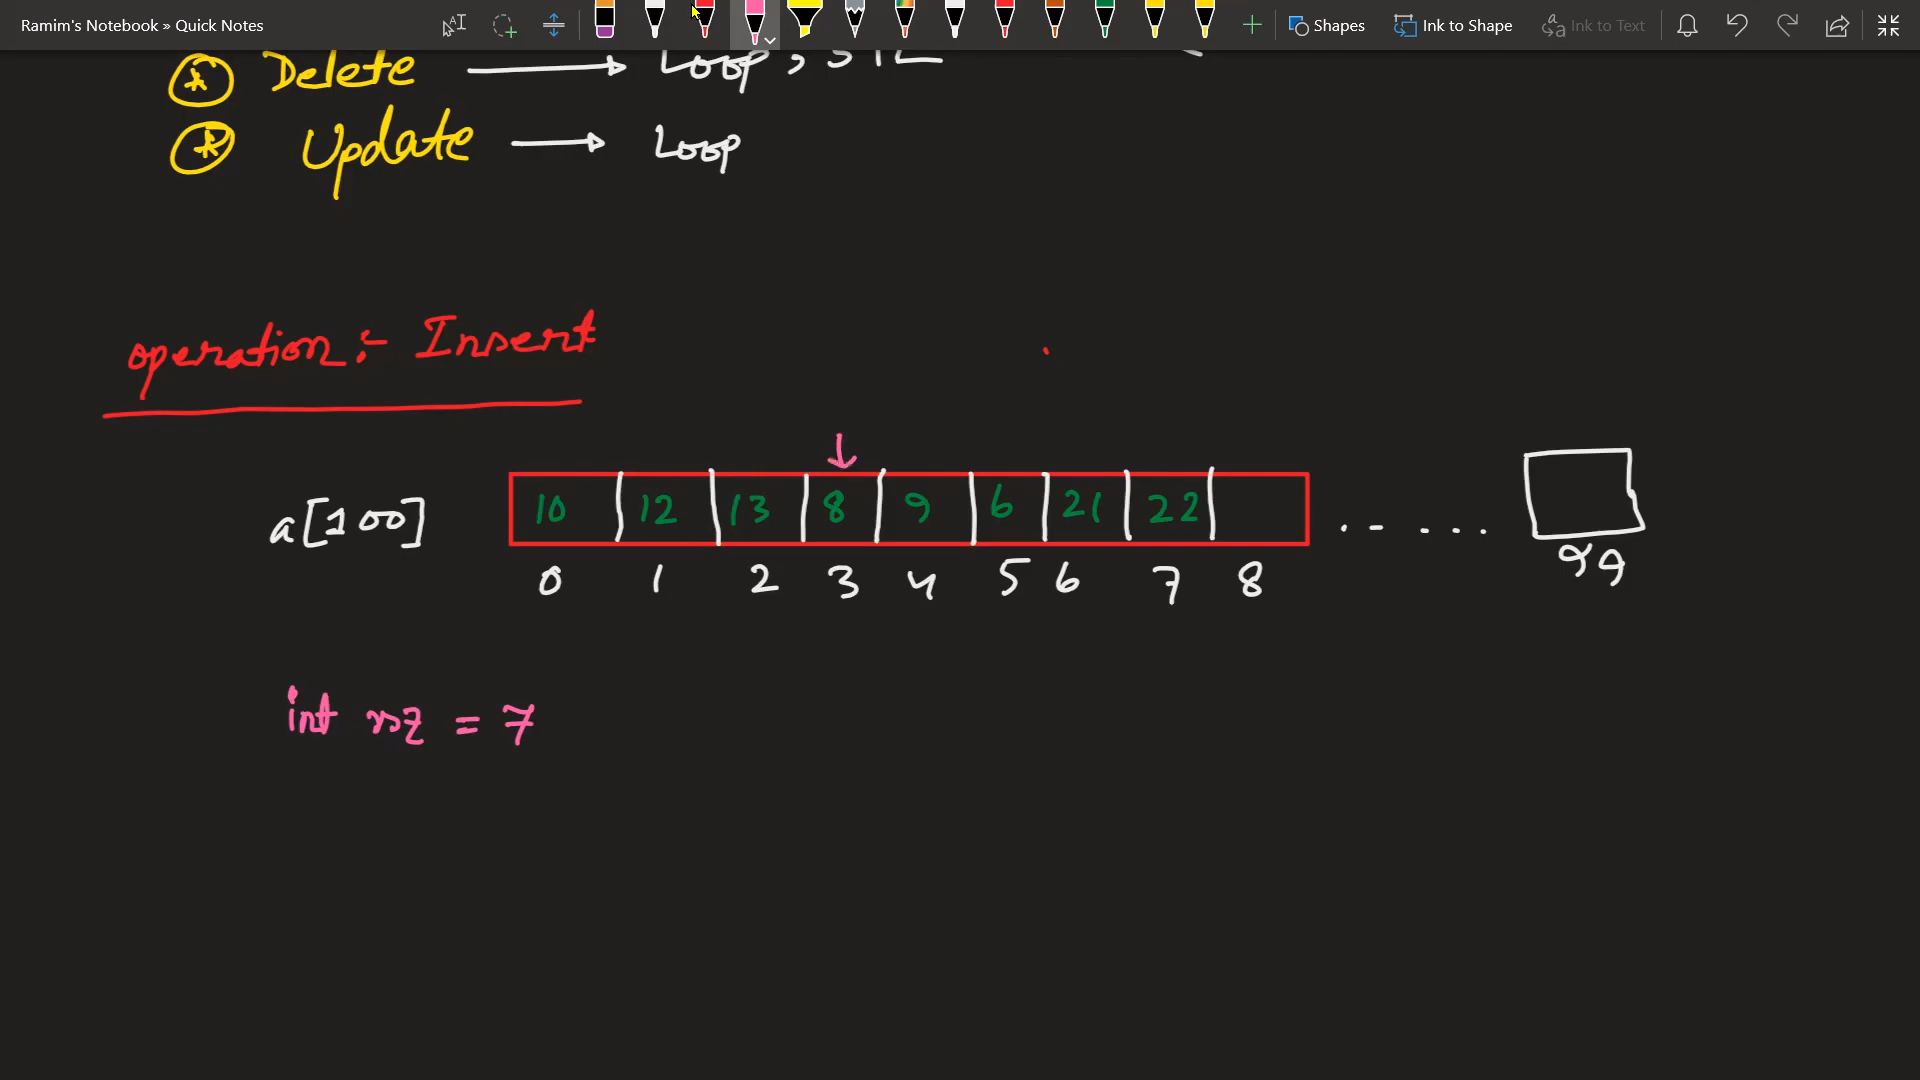 Ramim's Notebook » Quick Notes
Shapes
Ink to Shape
Ink to Text
* Delete → Loop, STL
* Update → Loop
operation :- Insert
↓
a[100] 10 12 13 8 9 6 21 22 .. ...
0 1 2 3 4 5 6 7 8 99
int = 7